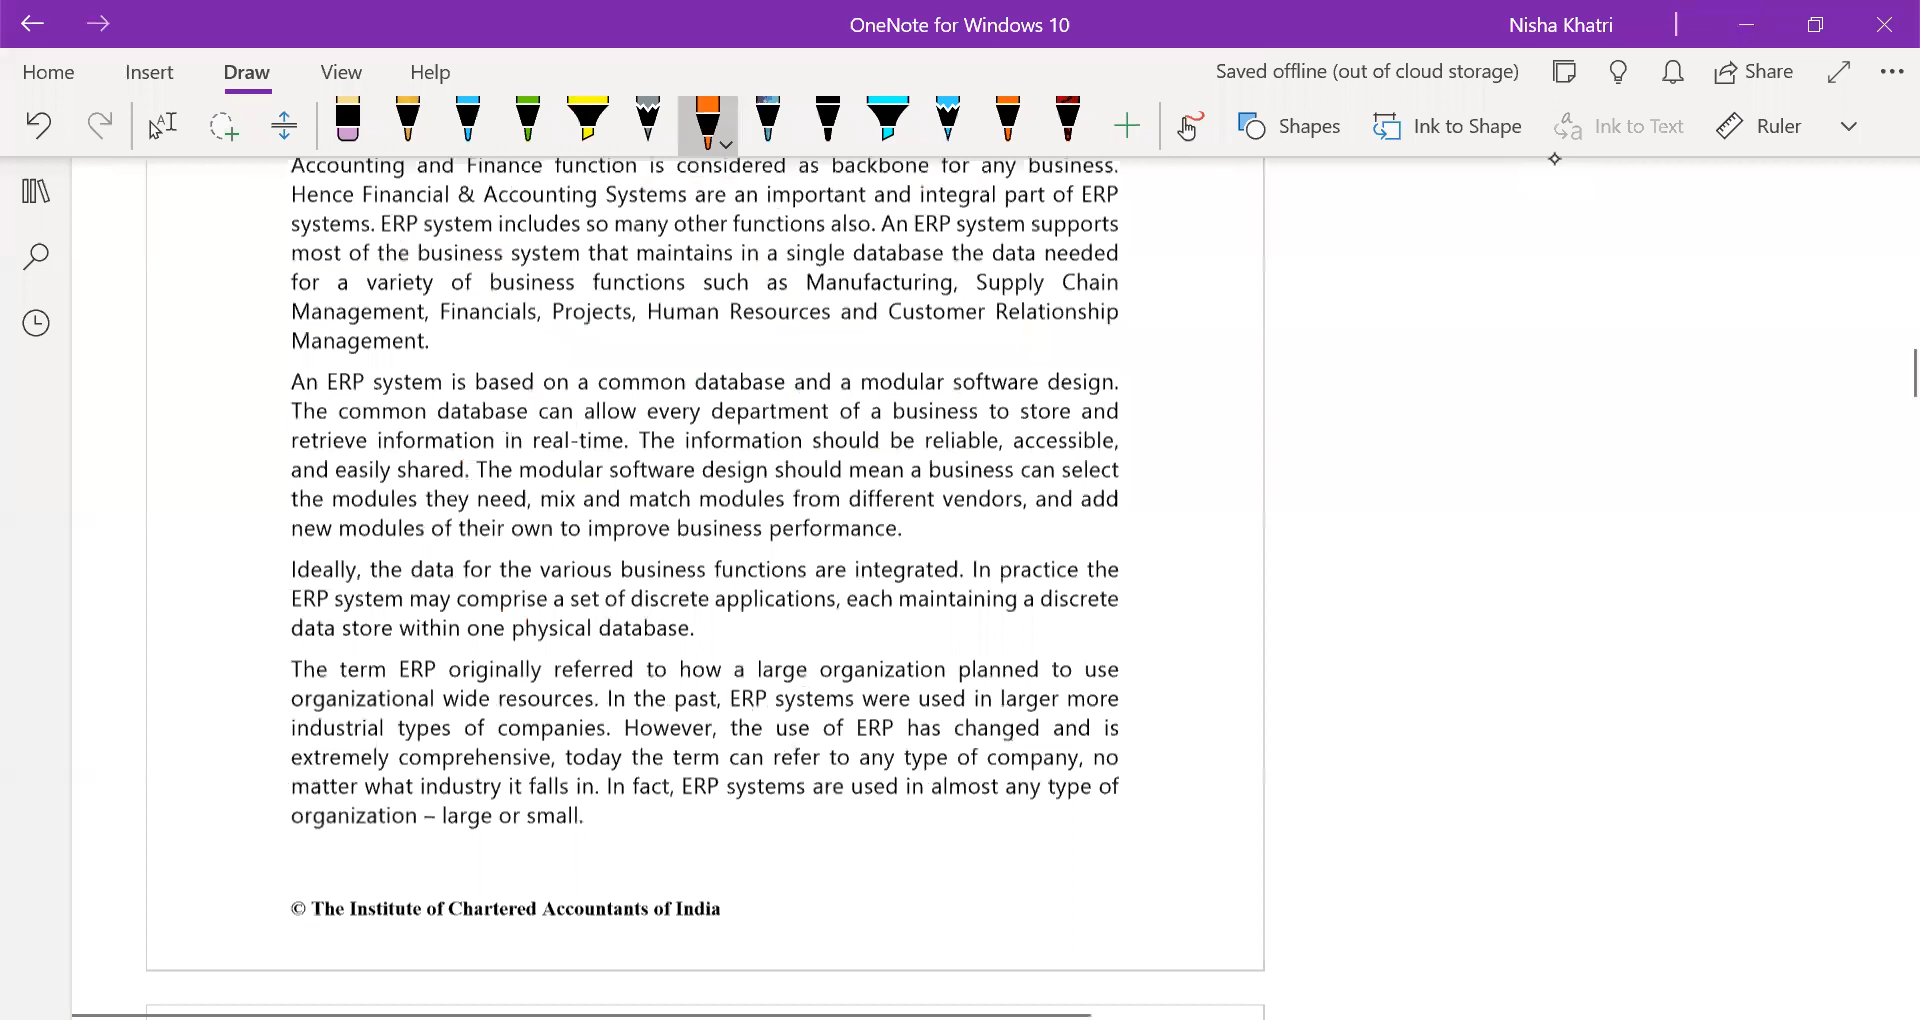 OneNote for Windows 10
Nisha Khatri
Home Insert Draw View Help
Saved offline (out of cloud storage)
Share
Shapes
Ink to Shape
Ink to Text
Ruler
Accounting and Finance function is considered as backbone for any business.
Hence Financial & Accounting Systems are an important and integral part of ERP
systems. ERP system includes so many other functions also. An ERP system supports
most of the business system that maintains in a single database the data needed
for a variety of business functions such as Manufacturing, Supply Chain
Management, Financials, Projects, Human Resources and Customer Relationship
Management.
An ERP system is based on a common database and a modular software design.
The common database can allow every department of a business to store and
retrieve information in real-time. The information should be reliable, accessible,
and easily shared. The modular software design should mean a business can select
the modules they need, mix and match modules from different vendors, and add
new modules of their own to improve business performance.
Ideally, the data for the various business functions are integrated. In practice the
ERP system may comprise a set of discrete applications, each maintaining a discrete
data store within one physical database.
The term ERP originally referred to how a large organization planned to use
organizational wide resources. In the past, ERP systems were used in larger more
industrial types of companies. However, the use of ERP has changed and is
extremely comprehensive, today the term can refer to any type of company, no
matter what industry it falls in. In fact, ERP systems are used in almost any type of
organization – large or small.
© The Institute of Chartered Accountants of India